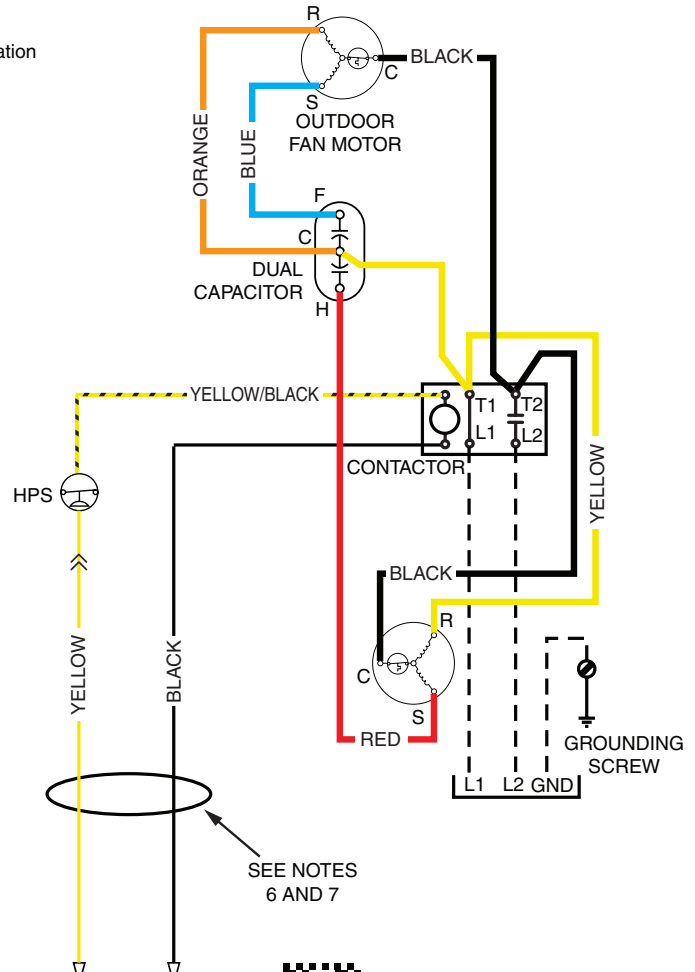 ation
R
BLACK
C
S
OUTDOOR
FAN MOTOR
ORANGE
BLUE
F
C
DUAL
CAPACITOR
H
YELLOW/BLACK
T1
T2
L1
L2
CONTACTOR
YELLOW
HPS
BLACK
R
C
S
YELLOW
BLACK
RED
GROUNDING
SCREW
L1
L2
GND
SEE NOTES
6 AND 7